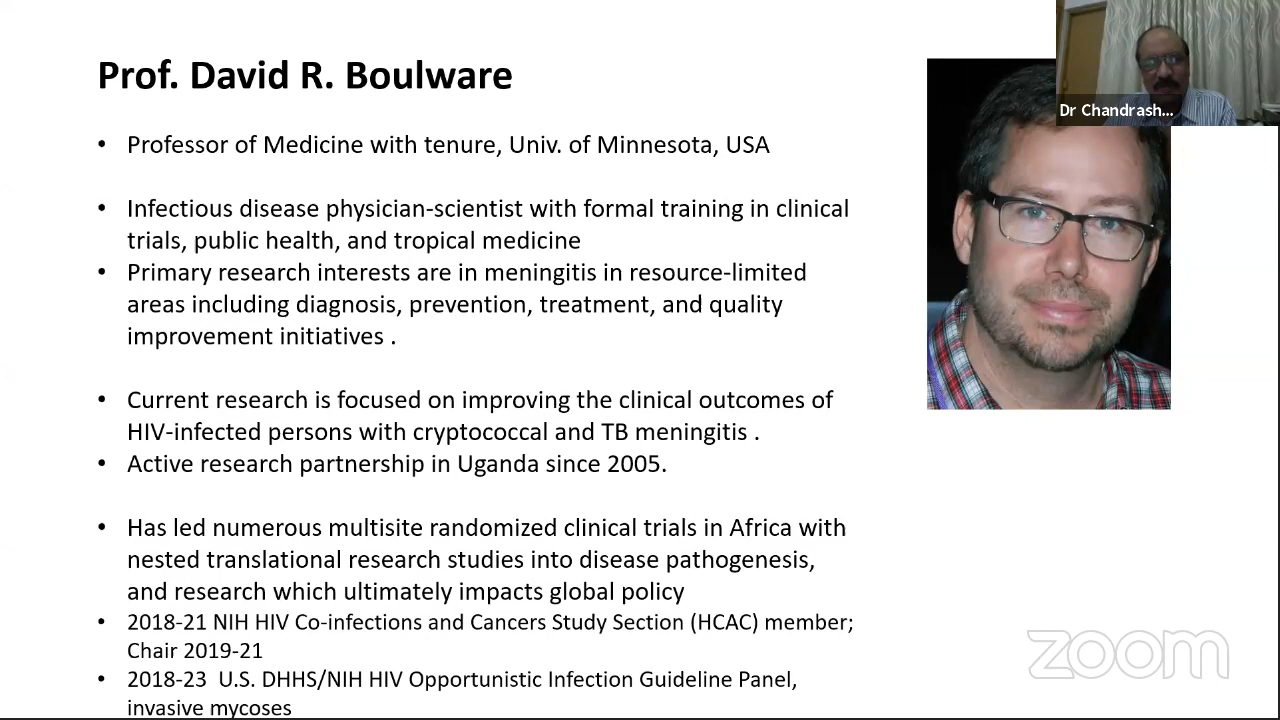 Prof. David R. Boulware
Dr Chandrash...
• Professor of Medicine with tenure, Univ. of Minnesota, USA
• Infectious disease physician-scientist with formal training in clinical
trials, public health, and tropical medicine
• Primary research interests are in meningitis in resource-limited
areas including diagnosis, prevention, treatment, and quality
improvement initiatives .
• Current research is focused on improving the clinical outcomes of
HIV-infected persons with cryptococcal and TB meningitis .
• Active research partnership in Uganda since 2005.
• Has led numerous multisite randomized clinical trials in Africa with
nested translational research studies into disease pathogenesis,
and research which ultimately impacts global policy
• 2018-21 NIH HIV Co-infections and Cancers Study Section (HCAC) member;
Chair 2019-21
• 2018-23  U.S. DHHS/NIH HIV Opportunistic Infection Guideline Panel,
invasive mycoses
zoom